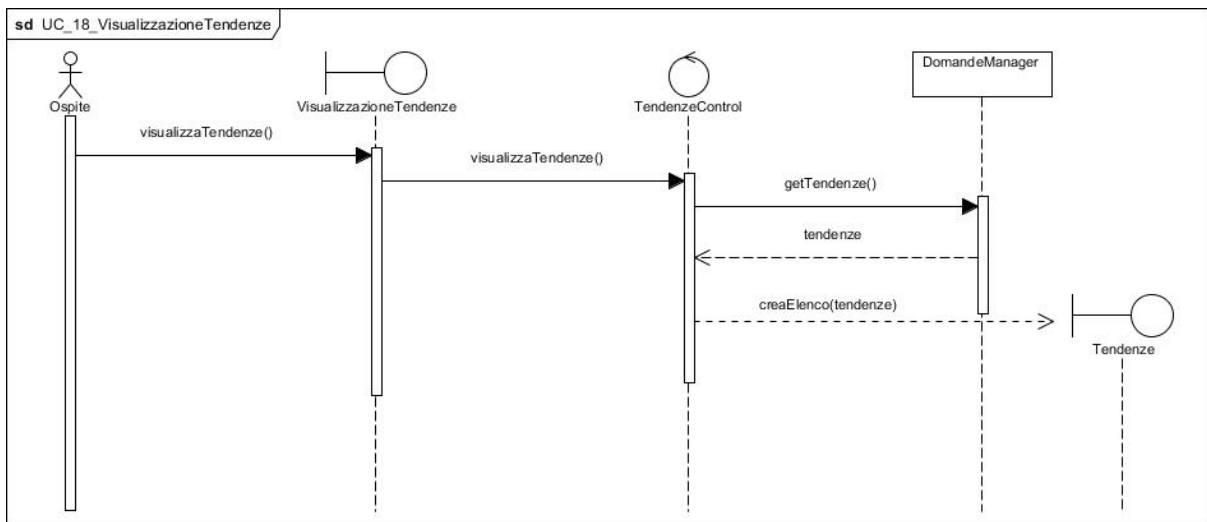 sd UC_18_VisualizzazioneTendenze
DomandeManager
Ospite
VisualizzazioneTendenze
TendenzeControl
visualizzaTendenze()
visualizzaTendenze()
getTendenze()
tendenze
creaElenco(tendenze)
Tendenze